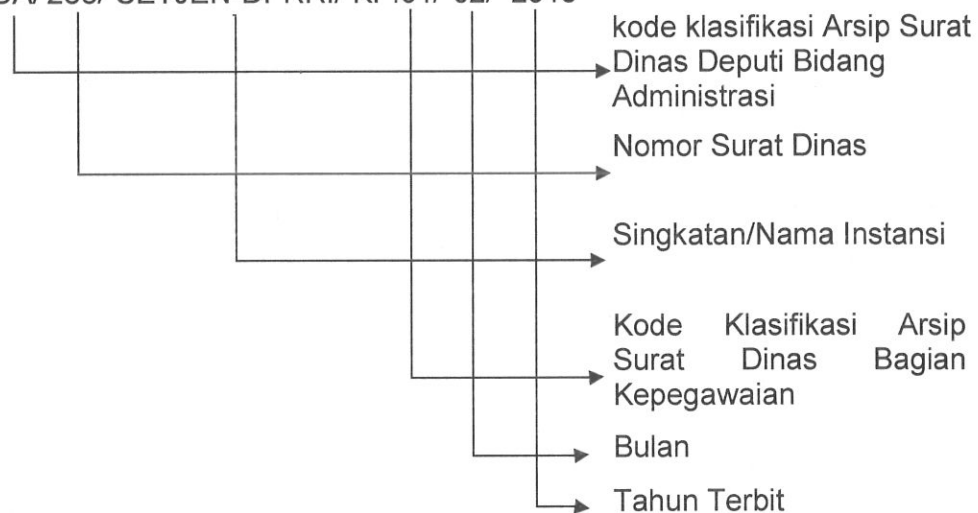 kode klasifikasi Arsip Surat
Dinas Deputi Bidang
Administrasi
Nomor Surat Dinas
Singkatan/Nama Instansi
Kode Klasifikasi Arsip
Surat Dinas Bagian
Kepegawaian
Bulan
Tahun Terbit